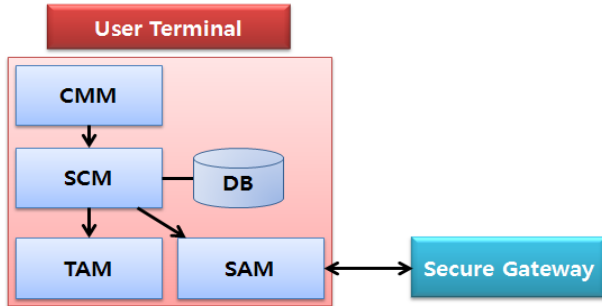 User Terminal
CMM
SCM
DB
TAM
SAM
Secure Gateway